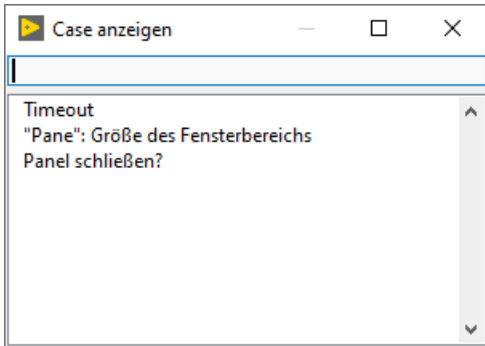 Case anzeigen
Timeout
"Pane": Größe des Fensterbereichs
Panel schließen?